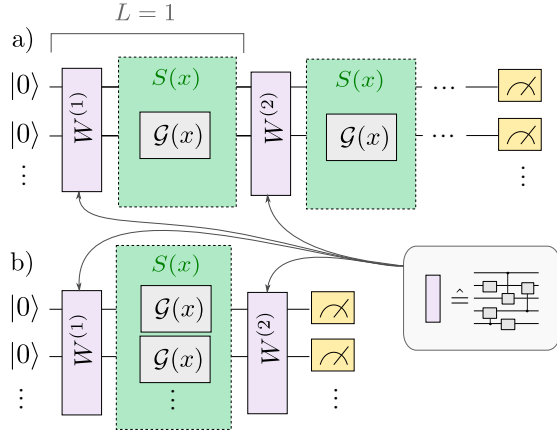 L = 1
a)
|0⟩ W⁽¹⁾ S(x) W⁽²⁾ S(x) ⋯
|0⟩ 𝒢(x) 𝒢(x) ⋯
⋮ ⋮
b)
S(x)
|0⟩ W⁽¹⁾ 𝒢(x) W⁽²⁾ ≙
|0⟩ 𝒢(x)
⋮ ⋮ ⋮